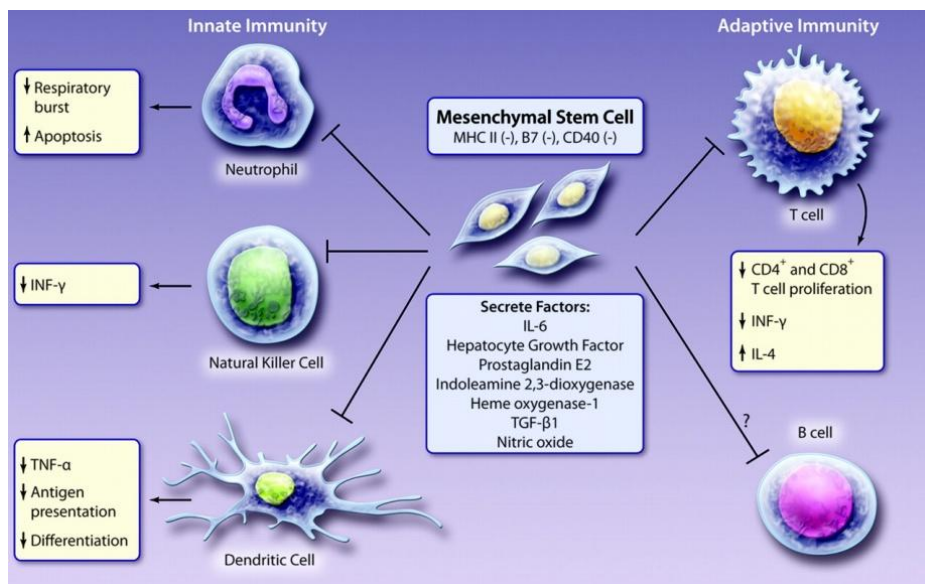 Innate Immunity
Adaptive Immunity
↓ Respiratory
burst
↑ Apoptosis
Neutrophil
↓ INF-γ
Natural Killer Cell
↓ TNF-α
↓ Antigen
presentation
↓ Differentiation
Dendritic Cell
Mesenchymal Stem Cell
MHC II (-), B7 (-), CD40 (-)
Secrete Factors:
IL-6
Hepatocyte Growth Factor
Prostaglandin E2
Indoleamine 2,3-dioxygenase
Heme oxygenase-1
TGF-β1
Nitric oxide
T cell
↓ CD4⁺ and CD8⁺
T cell proliferation
↓ INF-γ
↑ IL-4
?
B cell